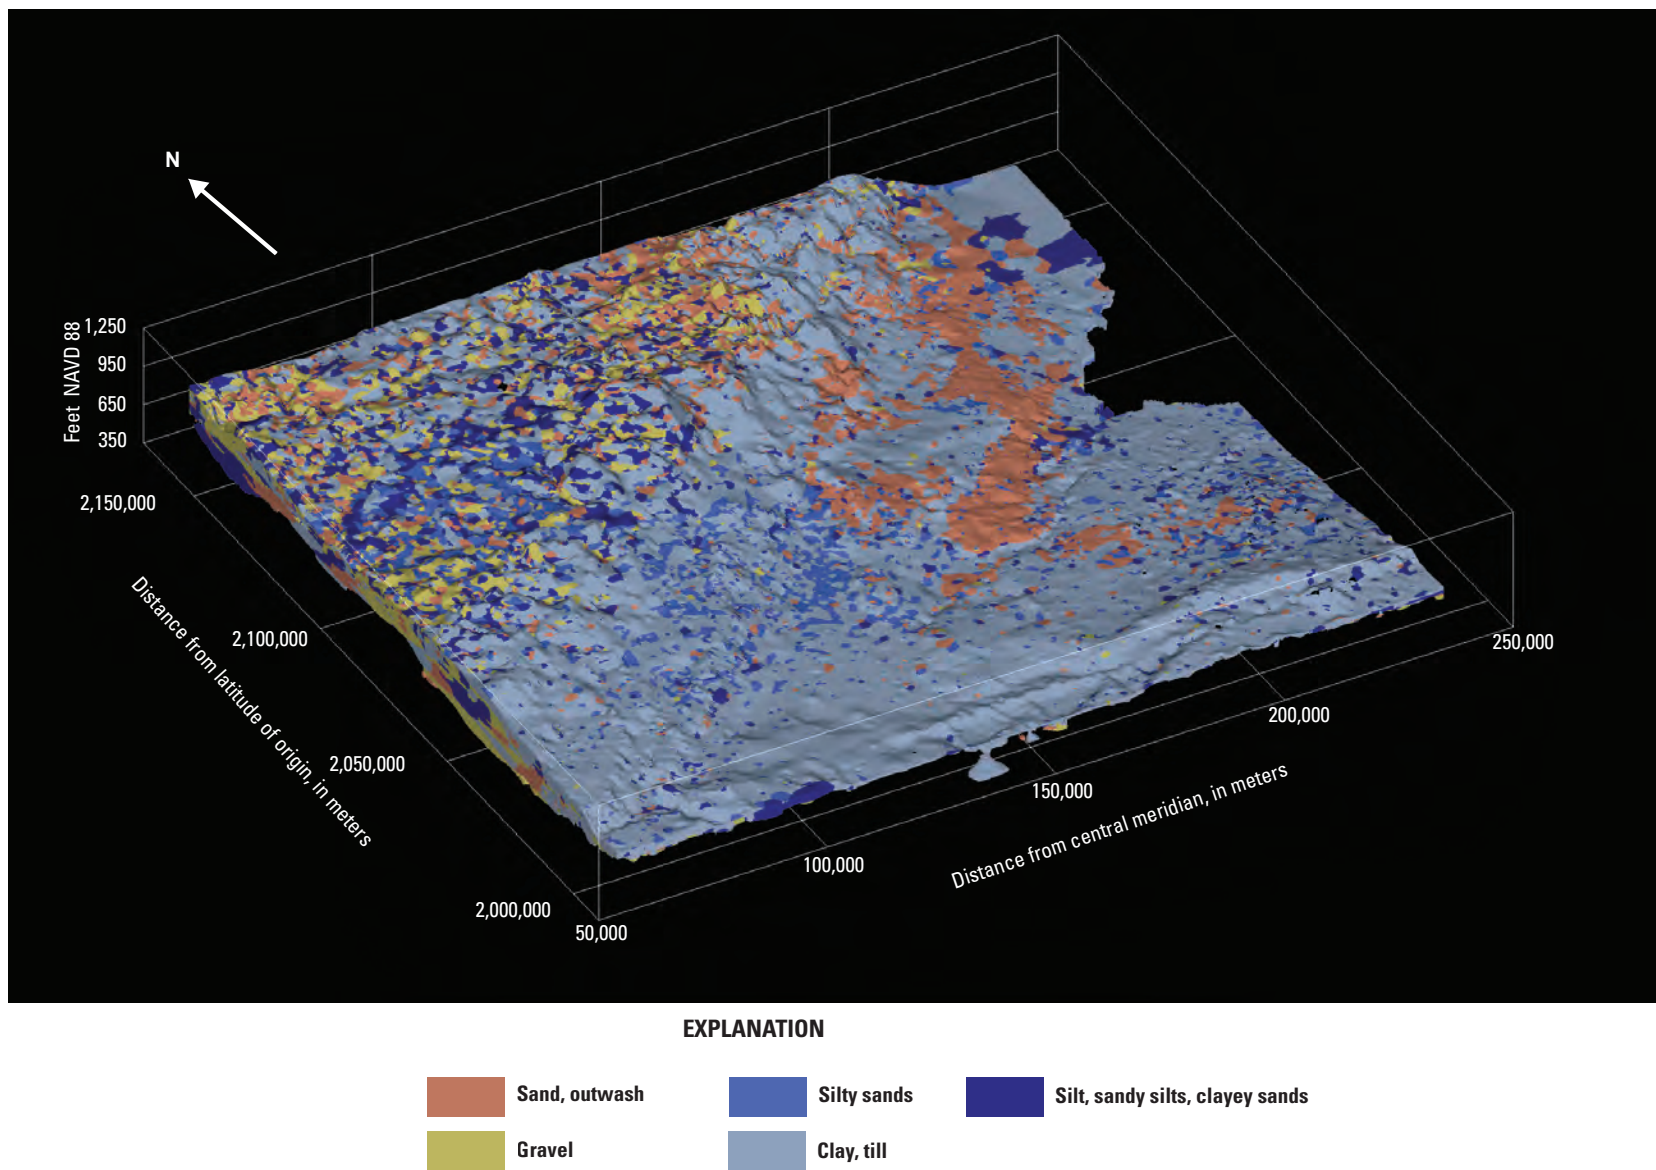 N
Feet NAVD 88
1,250
950
650
350
2,150,000
2,100,000
2,050,000
2,000,000
Distance from latitude of origin, in meters
50,000
100,000
150,000
200,000
250,000
Distance from central meridian, in meters
EXPLANATION
Sand, outwash
Silty sands
Silt, sandy silts, clayey sands
Gravel
Clay, till